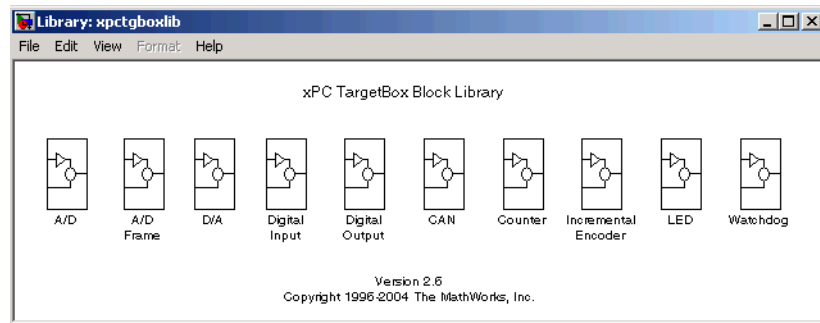 Library: xpctgboxlib
File Edit View Format Help
xPC TargetBox Block Library
A/D A/D Frame D/A Digital Input Digital Output CAN Counter Incremental Encoder LED Watchdog
Version 2.6
Copyright 1996-2004 The MathWorks, Inc.